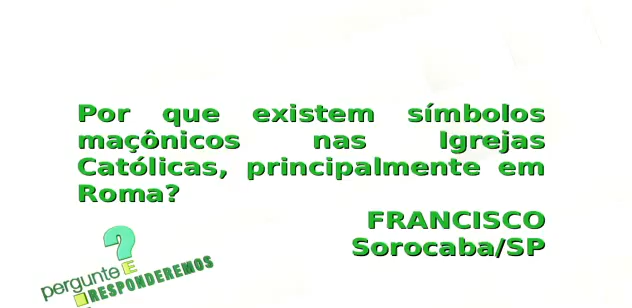 Por que existem símbolos
maçônicos nas Igrejas
Católicas, principalmente em
Roma?
FRANCISCO
Sorocaba/SP
pergunte
E
RESPONDEREMOS